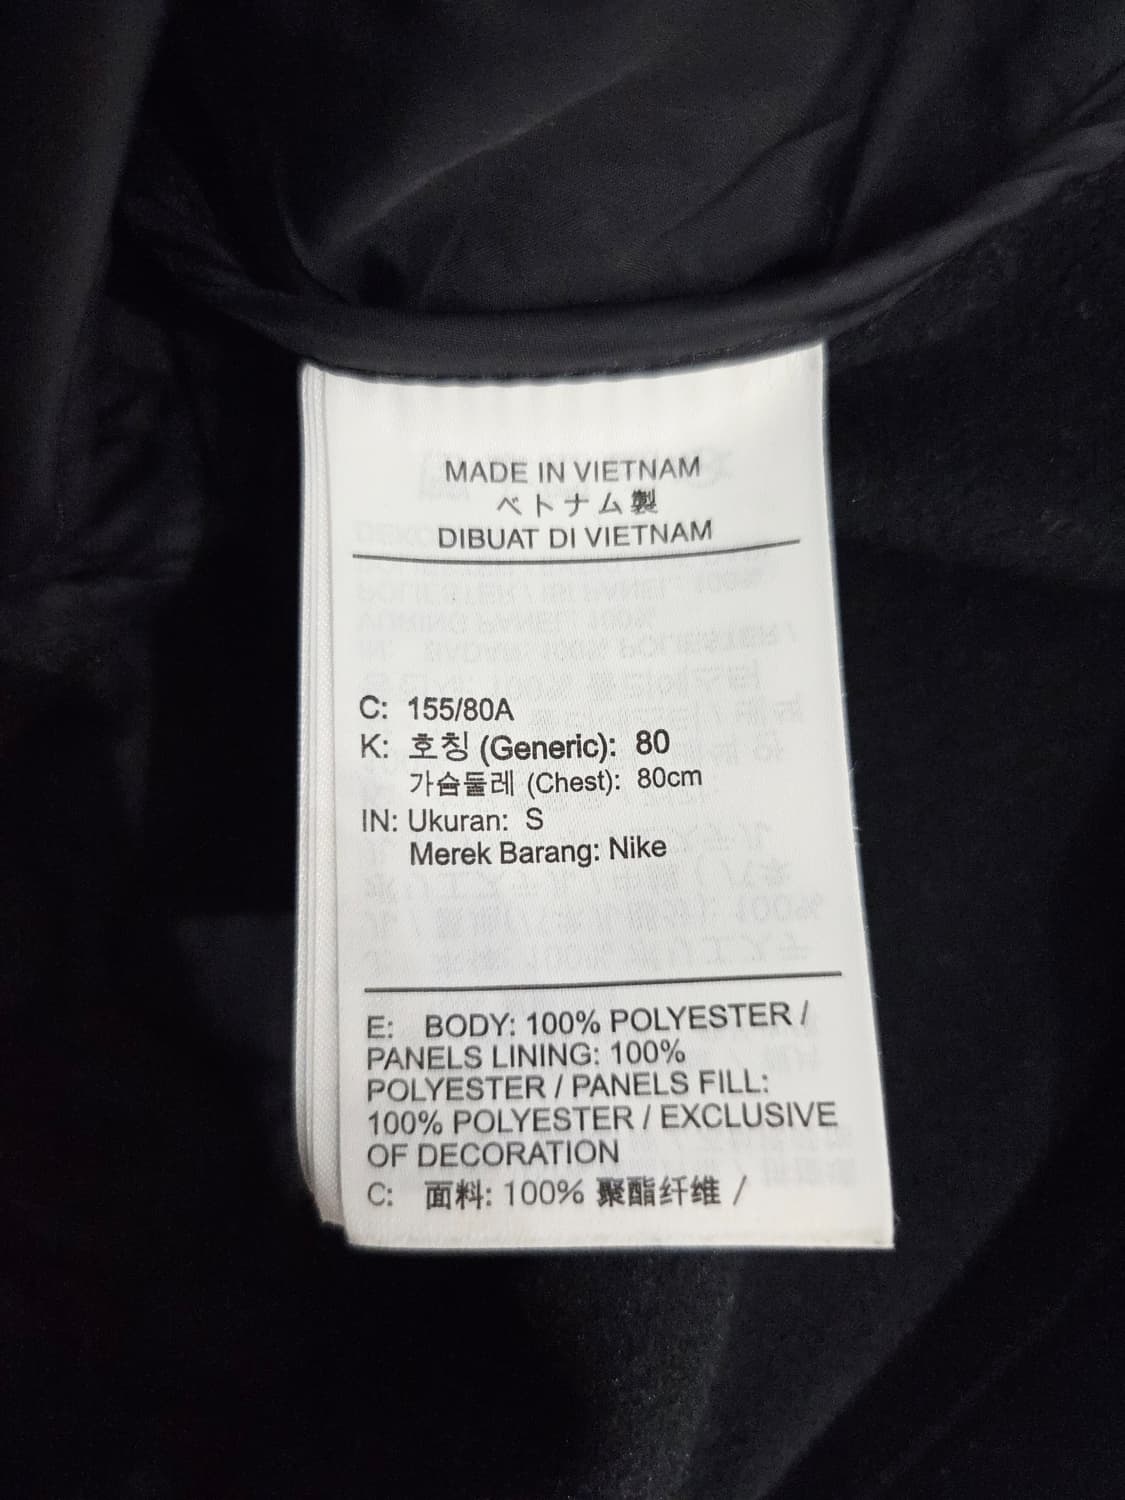 MADE IN VIETNAM
ベトナム製
DIBUAT DI VIETNAM
C: 155/80A
K: 호칭 (Generic): 80
가슴둘레 (Chest): 80cm
IN: Ukuran: S
Merek Barang: Nike
E: BODY: 100% POLYESTER /
PANELS LINING: 100%
POLYESTER / PANELS FILL:
100% POLYESTER / EXCLUSIVE
OF DECORATION
C: 面料: 100% 聚酯纤维 /